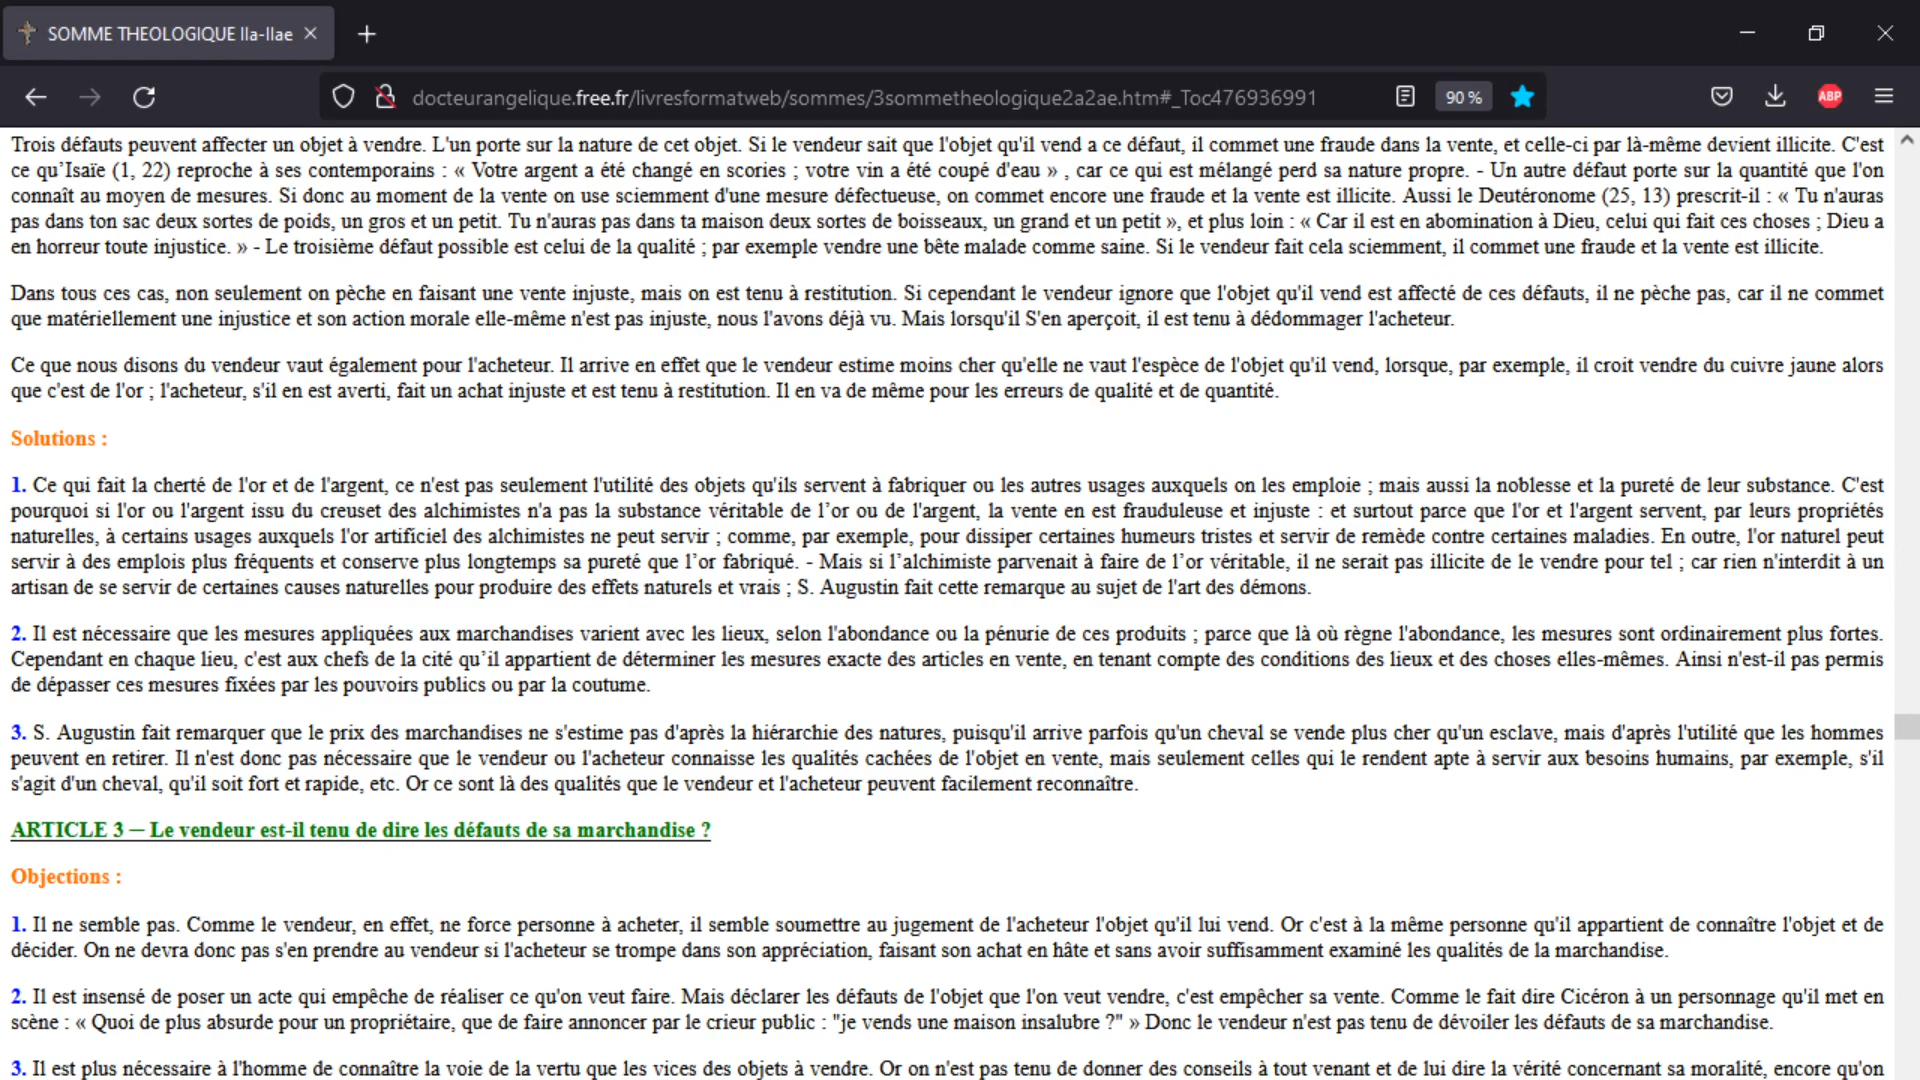 SOMME THEOLOGIQUE IIa-IIae
docteurangelique.free.fr/livresformatweb/sommes/3sommetheologique2a2ae.htm#_Toc476936991
90 %
ABP
Trois défauts peuvent affecter un objet à vendre. L'un porte sur la nature de cet objet. Si le vendeur sait que l'objet qu'il vend a ce défaut, il commet une fraude dans la vente, et celle-ci par là-même devient illicite. C'est
ce qu’Isaïe (1, 22) reproche à ses contemporains : « Votre argent a été changé en scories ; votre vin a été coupé d'eau » , car ce qui est mélangé perd sa nature propre. - Un autre défaut porte sur la quantité que l'on
connaît au moyen de mesures. Si donc au moment de la vente on use sciemment d'une mesure défectueuse, on commet encore une fraude et la vente est illicite. Aussi le Deutéronome (25, 13) prescrit-il : « Tu n'auras
pas dans ton sac deux sortes de poids, un gros et un petit. Tu n'auras pas dans ta maison deux sortes de boisseaux, un grand et un petit », et plus loin : « Car il est en abomination à Dieu, celui qui fait ces choses ; Dieu a
en horreur toute injustice. » - Le troisième défaut possible est celui de la qualité ; par exemple vendre une bête malade comme saine. Si le vendeur fait cela sciemment, il commet une fraude et la vente est illicite.
Dans tous ces cas, non seulement on pèche en faisant une vente injuste, mais on est tenu à restitution. Si cependant le vendeur ignore que l'objet qu'il vend est affecté de ces défauts, il ne pèche pas, car il ne commet
que matériellement une injustice et son action morale elle-même n'est pas injuste, nous l'avons déjà vu. Mais lorsqu'il S'en aperçoit, il est tenu à dédommager l'acheteur.
Ce que nous disons du vendeur vaut également pour l'acheteur. Il arrive en effet que le vendeur estime moins cher qu'elle ne vaut l'espèce de l'objet qu'il vend, lorsque, par exemple, il croit vendre du cuivre jaune alors
que c'est de l'or ; l'acheteur, s'il en est averti, fait un achat injuste et est tenu à restitution. Il en va de même pour les erreurs de qualité et de quantité.
Solutions :
1. Ce qui fait la cherté de l'or et de l'argent, ce n'est pas seulement l'utilité des objets qu'ils servent à fabriquer ou les autres usages auxquels on les emploie ; mais aussi la noblesse et la pureté de leur substance. C'est
pourquoi si l'or ou l'argent issu du creuset des alchimistes n'a pas la substance véritable de l’or ou de l'argent, la vente en est frauduleuse et injuste : et surtout parce que l'or et l'argent servent, par leurs propriétés
naturelles, à certains usages auxquels l'or artificiel des alchimistes ne peut servir ; comme, par exemple, pour dissiper certaines humeurs tristes et servir de remède contre certaines maladies. En outre, l'or naturel peut
servir à des emplois plus fréquents et conserve plus longtemps sa pureté que l’or fabriqué. - Mais si l’alchimiste parvenait à faire de l’or véritable, il ne serait pas illicite de le vendre pour tel ; car rien n'interdit à un
artisan de se servir de certaines causes naturelles pour produire des effets naturels et vrais ; S. Augustin fait cette remarque au sujet de l'art des démons.
2. Il est nécessaire que les mesures appliquées aux marchandises varient avec les lieux, selon l'abondance ou la pénurie de ces produits ; parce que là où règne l'abondance, les mesures sont ordinairement plus fortes.
Cependant en chaque lieu, c'est aux chefs de la cité qu’il appartient de déterminer les mesures exacte des articles en vente, en tenant compte des conditions des lieux et des choses elles-mêmes. Ainsi n'est-il pas permis
de dépasser ces mesures fixées par les pouvoirs publics ou par la coutume.
3. S. Augustin fait remarquer que le prix des marchandises ne s'estime pas d'après la hiérarchie des natures, puisqu'il arrive parfois qu'un cheval se vende plus cher qu'un esclave, mais d'après l'utilité que les hommes
peuvent en retirer. Il n'est donc pas nécessaire que le vendeur ou l'acheteur connaisse les qualités cachées de l'objet en vente, mais seulement celles qui le rendent apte à servir aux besoins humains, par exemple, s'il
s'agit d'un cheval, qu'il soit fort et rapide, etc. Or ce sont là des qualités que le vendeur et l'acheteur peuvent facilement reconnaître.
ARTICLE 3 — Le vendeur est-il tenu de dire les défauts de sa marchandise ?
Objections :
1. Il ne semble pas. Comme le vendeur, en effet, ne force personne à acheter, il semble soumettre au jugement de l'acheteur l'objet qu'il lui vend. Or c'est à la même personne qu'il appartient de connaître l'objet et de
décider. On ne devra donc pas s'en prendre au vendeur si l'acheteur se trompe dans son appréciation, faisant son achat en hâte et sans avoir suffisamment examiné les qualités de la marchandise.
2. Il est insensé de poser un acte qui empêche de réaliser ce qu'on veut faire. Mais déclarer les défauts de l'objet que l'on veut vendre, c'est empêcher sa vente. Comme le fait dire Cicéron à un personnage qu'il met en
scène : « Quoi de plus absurde pour un propriétaire, que de faire annoncer par le crieur public : "je vends une maison insalubre ?" » Donc le vendeur n'est pas tenu de dévoiler les défauts de sa marchandise.
3. Il est plus nécessaire à l'homme de connaître la voie de la vertu que les vices des objets à vendre. Or on n'est pas tenu de donner des conseils à tout venant et de lui dire la vérité concernant sa moralité, encore qu'on